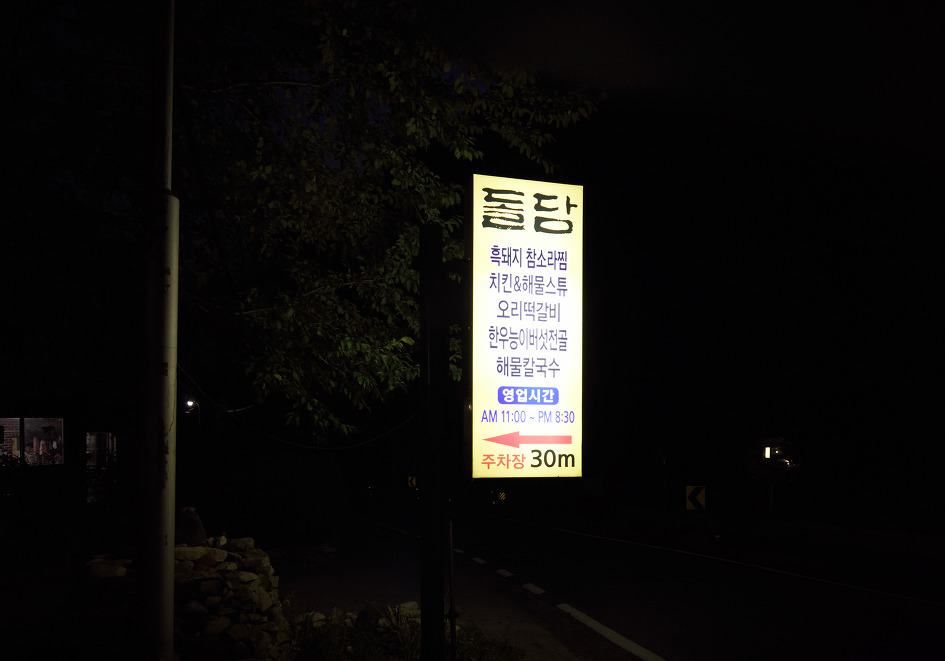 돌담
흑돼지 참소라찜
치킨&해물스튜
오리떡갈비
한우능이버섯전골
해물칼국수
영업시간
AM 11:00 ~ PM 8:30
주차장 30m